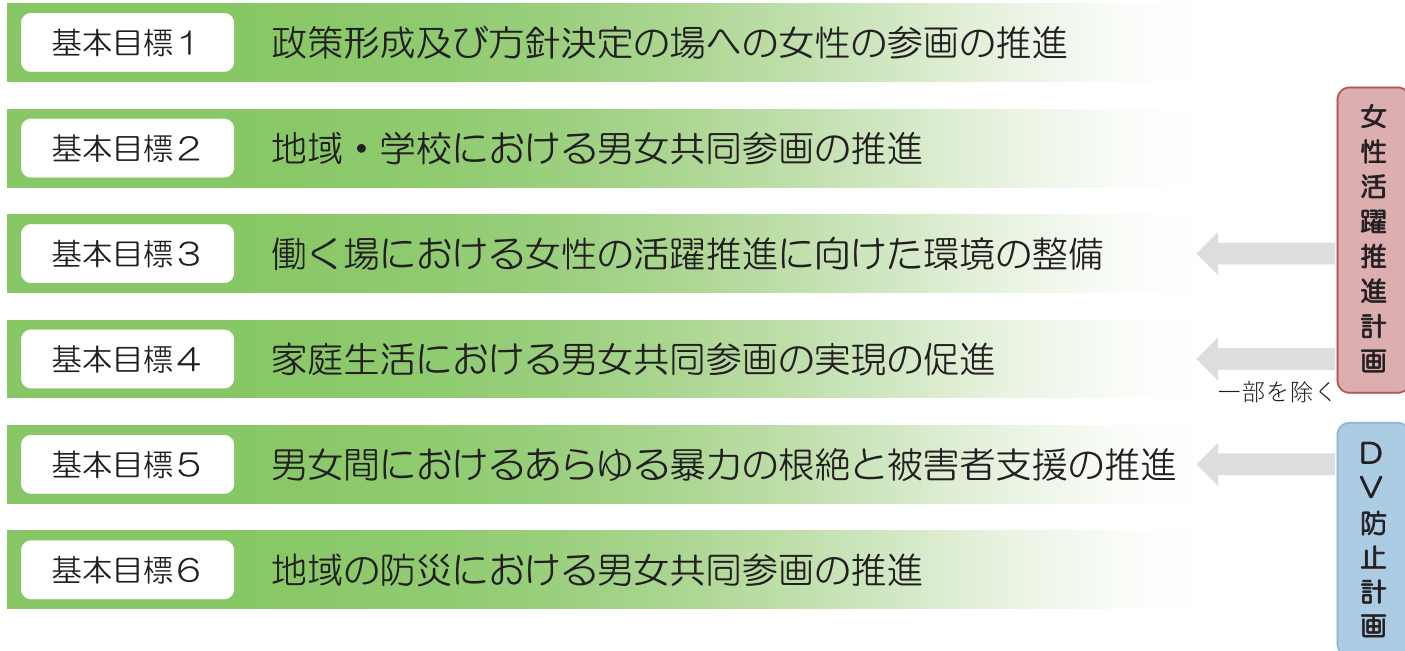 基本目標1 政策形成及び方針決定の場への女性の参画の推進
基本目標2 地域・学校における男女共同参画の推進
基本目標3 働く場における女性の活躍推進に向けた環境の整備
基本目標4 家庭生活における男女共同参画の実現の促進
一部を除く
基本目標5 男女間におけるあらゆる暴力の根絶と被害者支援の推進
基本目標6 地域の防災における男女共同参画の推進
女性活躍推進計画
DV防止計画